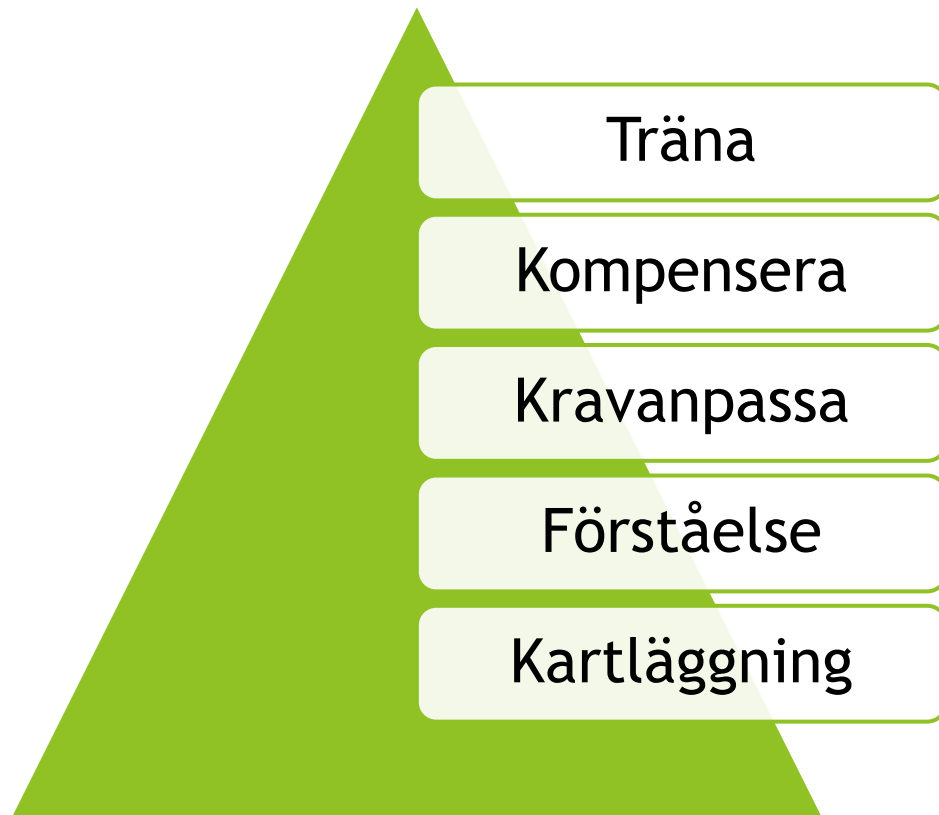 Träna
Kompensera
Kravanpassa
Förståelse
Kartläggning